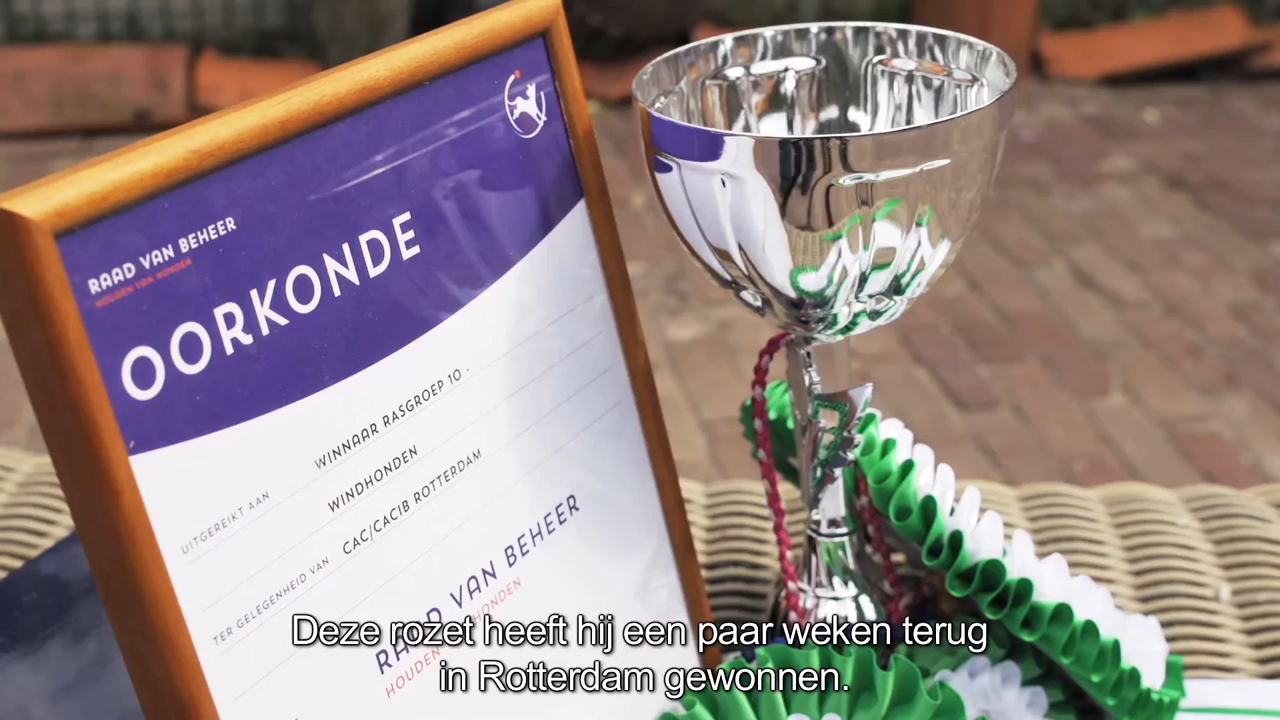 RAAD VAN BEHEER
HOUDEN VAN HONDEN
OORKONDE
UITGEREIKT AAN WINNAAR RASGROEP 10 -
WINDHONDEN
TER GELEGENHEID VAN CAC/CACIB ROTTERDAM
RAAD VAN BEHEER
HOUDEN HONDEN
Deze rozet heeft hij een paar weken terug
in Rotterdam gewonnen.